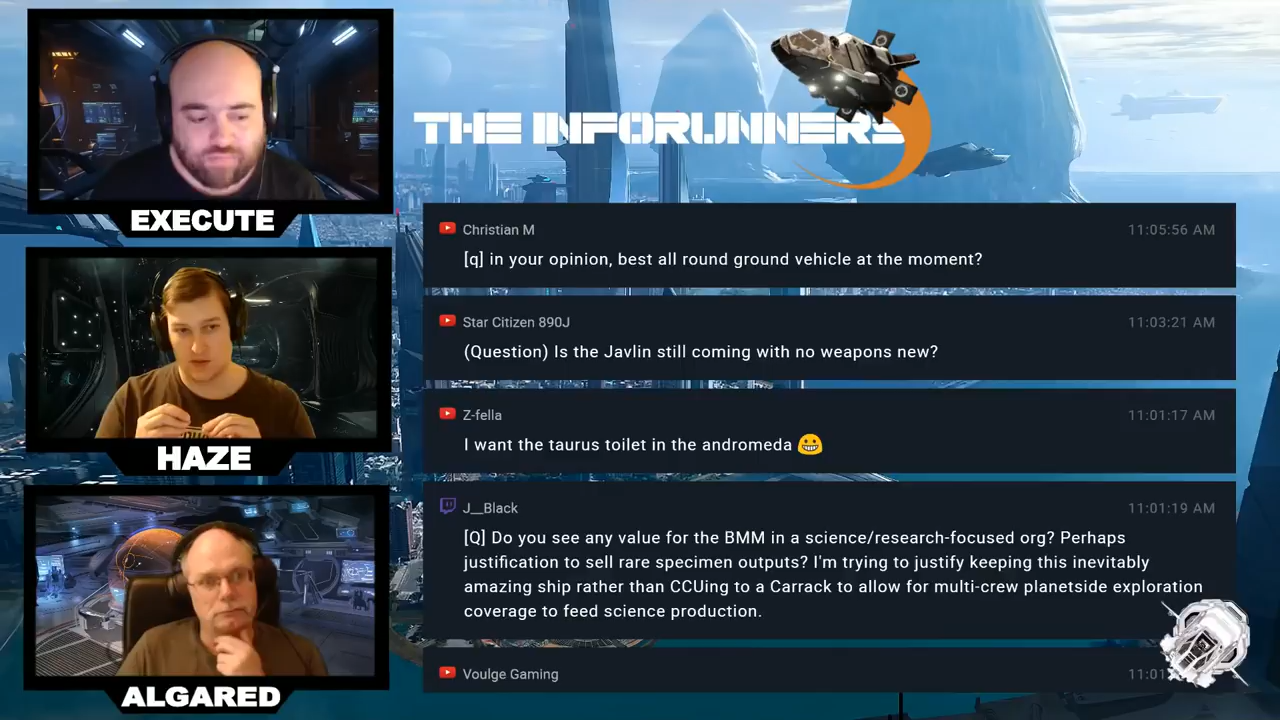 EXECUTE
HAZE
ALGARED
THE INFORUNNERS
Christian M 11:05:56 AM
[q] in your opinion, best all round ground vehicle at the moment?
Star Citizen 890J 11:03:21 AM
(Question) Is the Javlin still coming with no weapons new?
Z-fella 11:01:17 AM
I want the taurus toilet in the andromeda 😀
J__Black 11:01:19 AM
[Q] Do you see any value for the BMM in a science/research-focused org? Perhaps
justification to sell rare specimen outputs? I'm trying to justify keeping this inevitably
amazing ship rather than CCUing to a Carrack to allow for multi-crew planetside exploration
coverage to feed science production.
Voulge Gaming